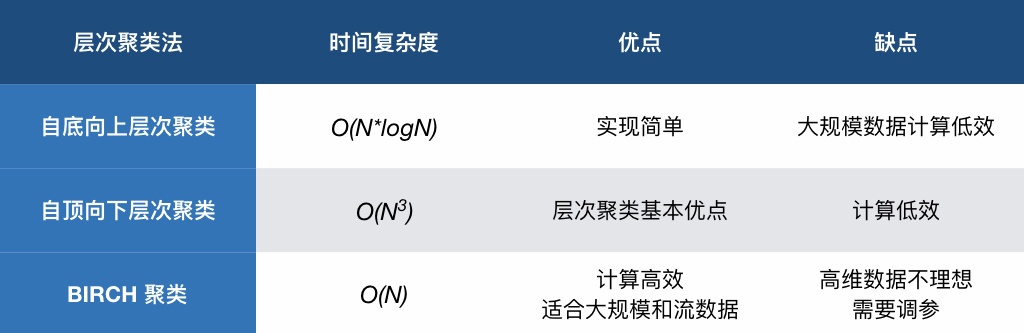 层次聚类法 时间复杂度 优点 缺点
自底向上层次聚类 O(N*logN) 实现简单 大规模数据计算低效
自顶向下层次聚类 O(N³) 层次聚类基本优点 计算低效
BIRCH 聚类 O(N) 计算高效 高维数据不理想
适合大规模和流数据 需要调参